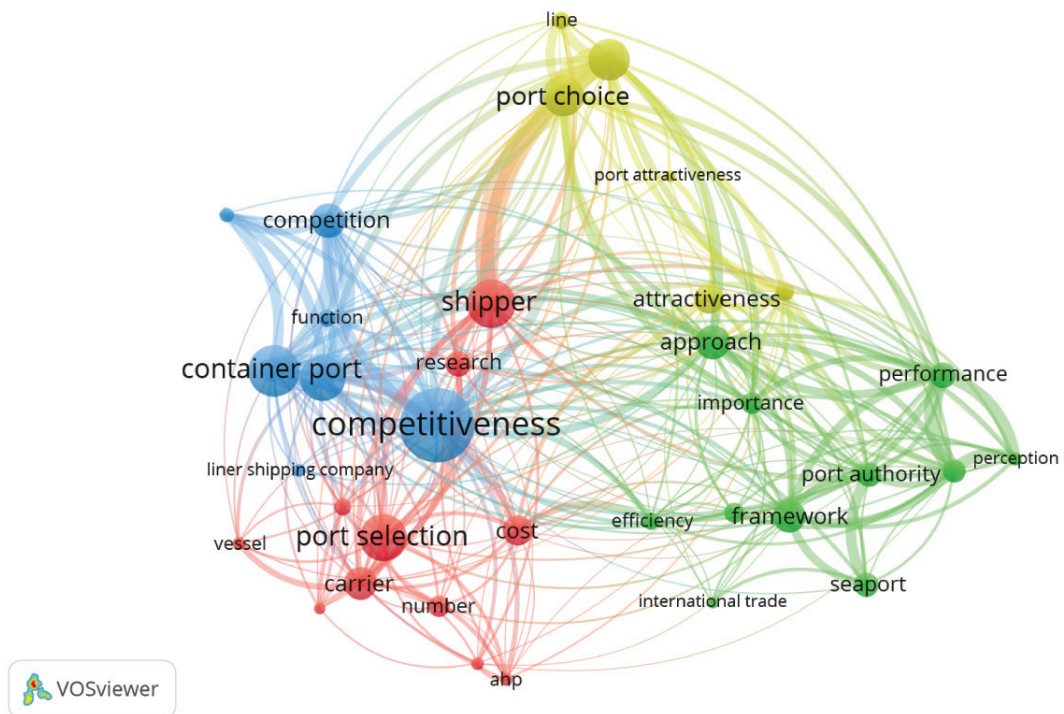 line
port choice
port attractiveness
competition
shipper
attractiveness
function
approach
research
container port
performance
importance
competitiveness
perception
liner shipping company
port authority
efficiency
framework
port selection
cost
vessel
carrier
seaport
number
international trade
ahp
VOSviewer